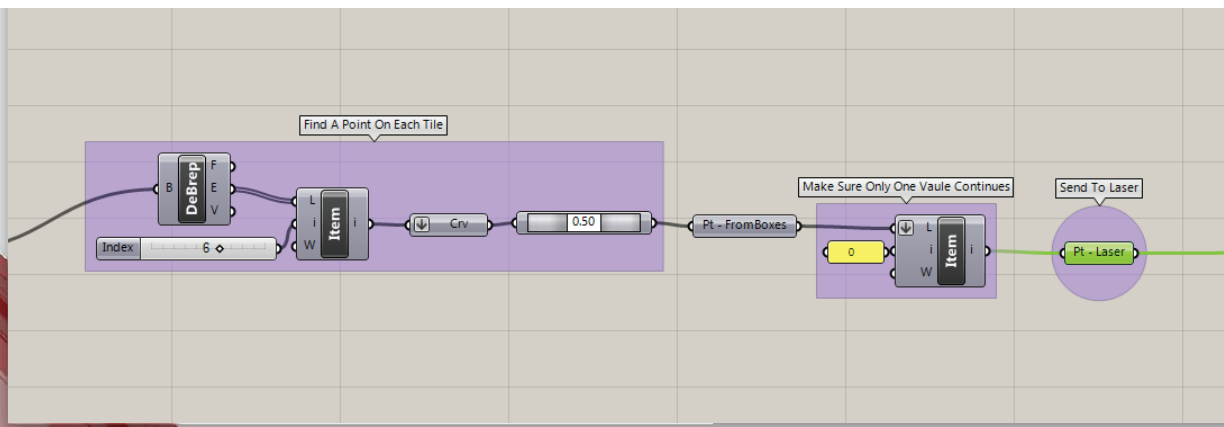 Find A Point On Each Tile
DeBrep
B
F
E
V
Index
6
Item
L
i
W
i
Crv
0.50
Pt - FromBoxes
Make Sure Only One Vaule Continues
0
Item
L
i
W
i
Send To Laser
Pt - Laser